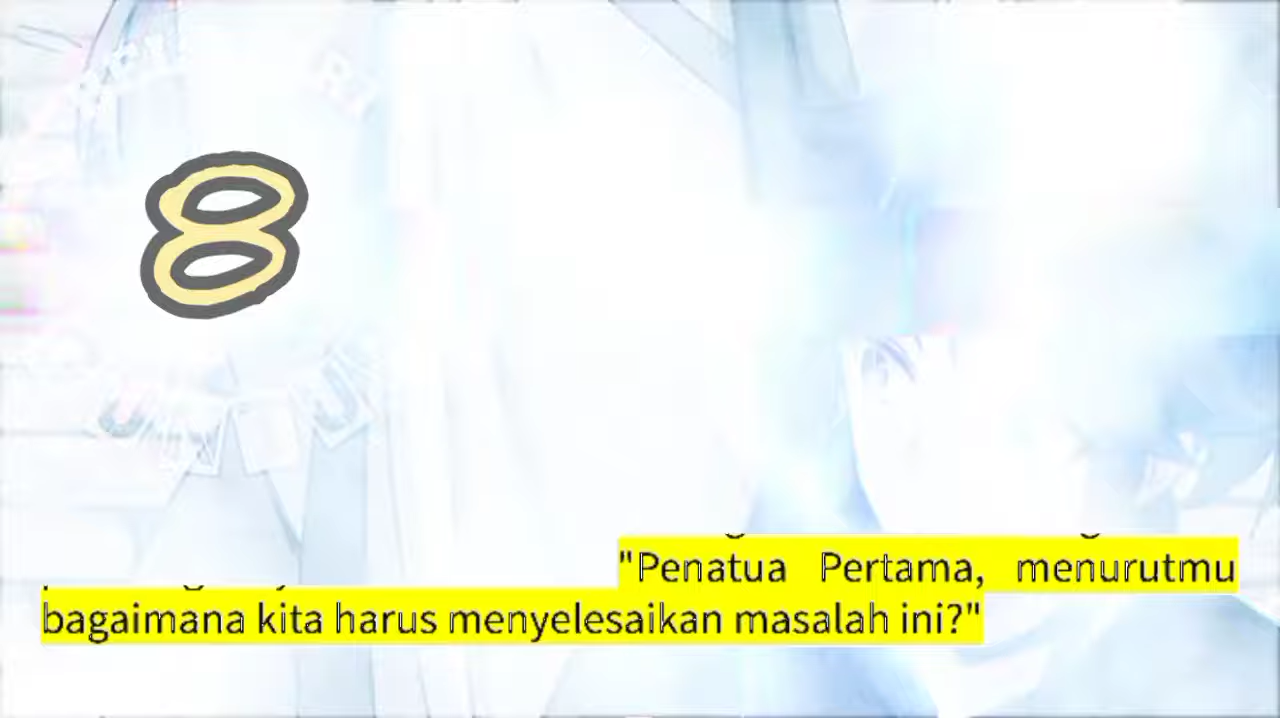 8
"Penatua Pertama, menurutmu
bagaimana kita harus menyelesaikan masalah ini?"